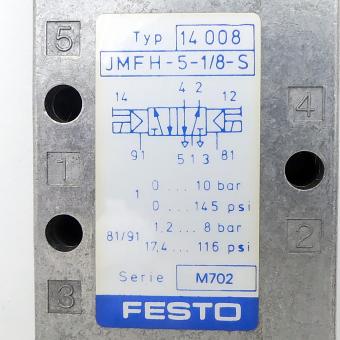 5
Typ 14 008
JMFH-5-1/8-S
4 2
14 12
4
91 5 1 3 81
1
0 ... 10 bar
1
0 ... 145 psi
1,2 ... 8 bar
81/91
17,4 ... 116 psi
2
Serie M702
3
FESTO